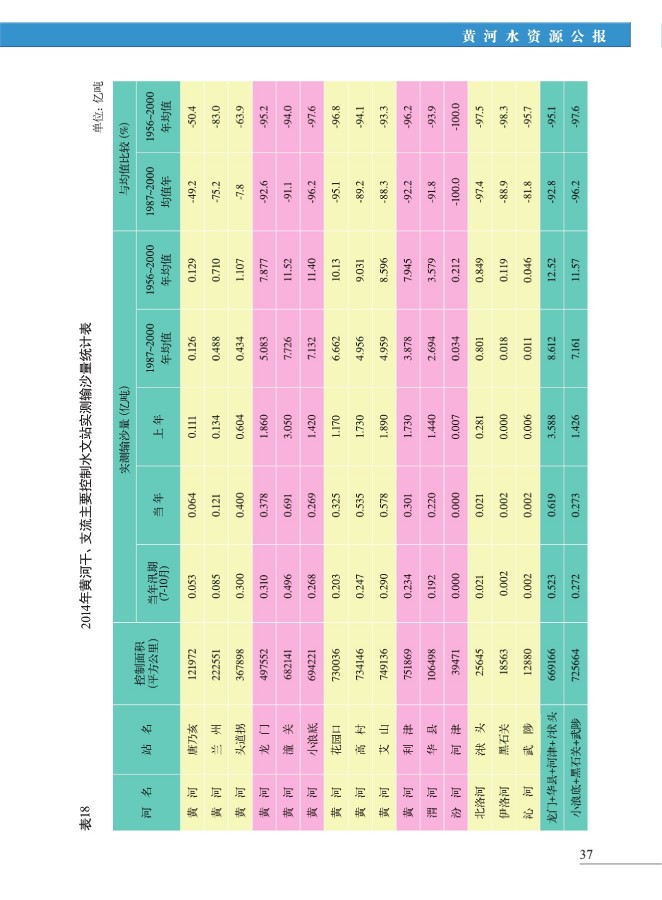 黄河水资源公报
表18 2014年黄河干、支流主要控制水文站实测输沙量统计表 单位：亿吨
河 名 站 名 控制面积(平方公里) 实测输沙量(亿吨) 与均值比较(%)
当年汛期(7-10月) 当 年 上 年 1987~2000年均值 1956~2000年均值 1987~2000均值年 1956~2000年均值
黄 河 唐乃亥 121972 0.053 0.064 0.111 0.126 0.129 -49.2 -50.4
黄 河 兰 州 222551 0.085 0.121 0.134 0.488 0.710 -75.2 -83.0
黄 河 头道拐 367898 0.300 0.400 0.604 0.434 1.107 -7.8 -63.9
黄 河 龙 门 497552 0.310 0.378 1.860 5.083 7.877 -92.6 -95.2
黄 河 潼 关 682141 0.496 0.691 3.050 7.726 11.52 -91.1 -94.0
黄 河 小浪底 694221 0.268 0.269 1.420 7.132 11.40 -96.2 -97.6
黄 河 花园口 730036 0.203 0.325 1.170 6.662 10.13 -95.1 -96.8
黄 河 高 村 734146 0.247 0.535 1.730 4.956 9.031 -89.2 -94.1
黄 河 艾 山 749136 0.290 0.578 1.890 4.959 8.596 -88.3 -93.3
黄 河 利 津 751869 0.234 0.301 1.730 3.878 7.945 -92.2 -96.2
渭 河 华 县 106498 0.192 0.220 1.440 2.694 3.579 -91.8 -93.9
汾 河 河 津 39471 0.000 0.000 0.007 0.034 0.212 -100.0 -100.0
北洛河 洑 头 25645 0.021 0.021 0.281 0.801 0.849 -97.4 -97.5
伊洛河 黑石关 18563 0.002 0.002 0.000 0.018 0.119 -88.9 -98.3
沁 河 武 陟 12880 0.002 0.002 0.006 0.011 0.046 -81.8 -95.7
龙门+华县+河津+洑头 669166 0.523 0.619 3.588 8.612 12.52 -92.8 -95.1
小浪底+黑石关+武陟 725664 0.272 0.273 1.426 7.161 11.57 -96.2 -97.6
37